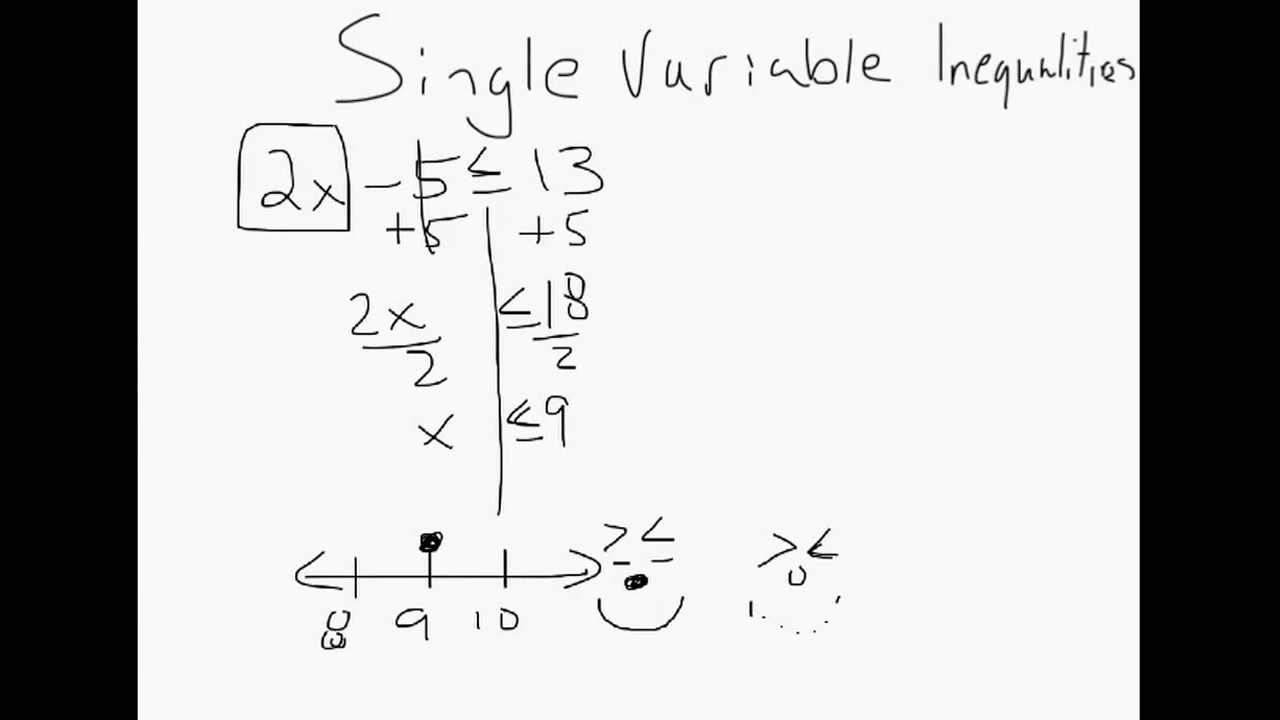 Single Variable Inequalities
2x - 5 ≤ 13
+5 +5
2x ≤ 18
2 2
x ≤ 9
≥ ≤ > <
8 9 10